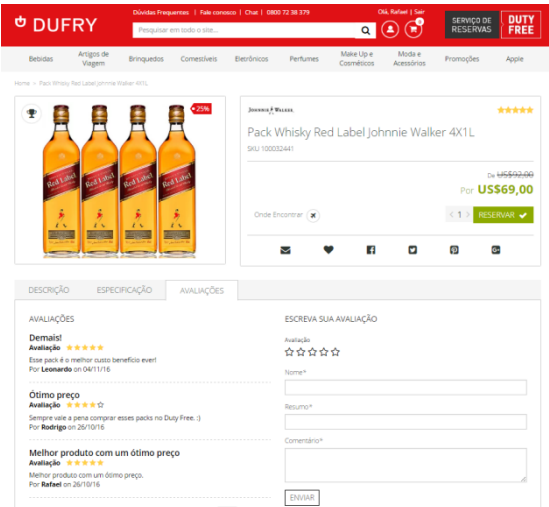 DUFRY
Dúvidas Frequentes | Fale conosco | Chat | 0800 72 38 379
Olá, Rafael | Sair
Pesquisar em todo o site...
0
SERVIÇO DE
RESERVAS
DUTY
FREE
Bebidas
Artigos de
Viagem
Brinquedos
Comestíveis
Eletrônicos
Perfumes
Make Up e
Cosméticos
Moda e
Acessórios
Promoções
Apple
Home > Pack Whisky Red Label Johnnie Walker 4X1L
-25%
Red Label
Red Label
Red Label
Red Label
JOHNNIE WALKER.
Pack Whisky Red Label Johnnie Walker 4X1L
SKU 100032441
De US$92,00
Por US$69,00
Onde Encontrar
< 1 >
RESERVAR
DESCRIÇÃO
ESPECIFICAÇÃO
AVALIAÇÕES
AVALIAÇÕES
Demais!
Avaliação
Esse pack é o melhor custo benefício ever!
Por Leonardo on 04/11/16
Ótimo preço
Avaliação
Sempre vale a pena comprar esses packs no Duty Free. :)
Por Rodrigo on 26/10/16
Melhor produto com um ótimo preço
Avaliação
Melhor produto com um ótimo preço.
Por Rafael on 26/10/16
ESCREVA SUA AVALIAÇÃO
Avaliação
Nome*
Resumo*
Comentário*
ENVIAR